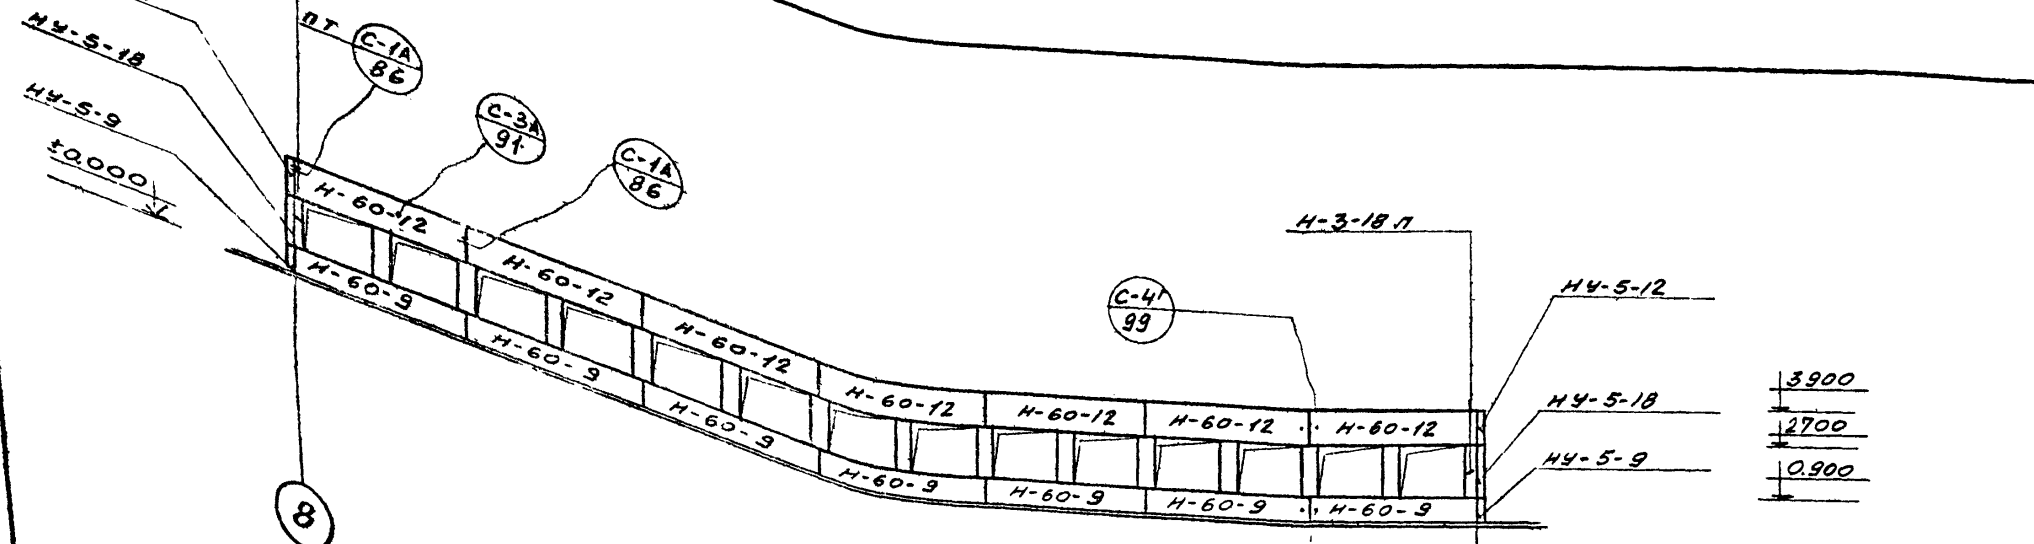 ПТ
НУ-5-18
С-1А
86
НУ-5-9
С-3А
91
±0.000
С-1А
86
Н-60-12
Н-60-12
Н-60-12
Н-60-12
Н-60-12
Н-60-12
Н-60-12
Н-60-9
Н-60-9
Н-60-9
Н-60-9
Н-60-9
Н-60-9
Н-60-9
Н-3-18 Л
С-4Г
99
НУ-5-12
НУ-5-18
НУ-5-9
3900
2700
0.900
8